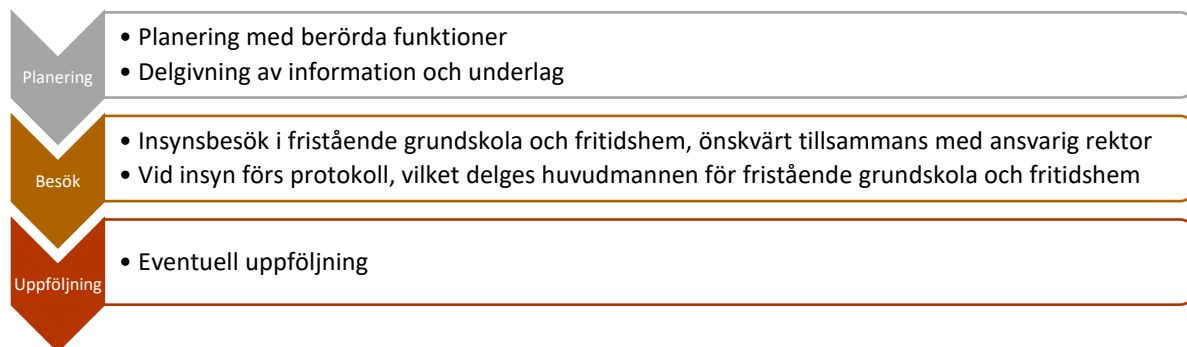 Planering
• Planering med berörda funktioner
• Delgivning av information och underlag
Besök
• Insynsbesök i fristående grundskola och fritidshem, önskvärt tillsammans med ansvarig rektor
• Vid insyn förs protokoll, vilket delges huvudmannen för fristående grundskola och fritidshem
Uppföljning
• Eventuell uppföljning